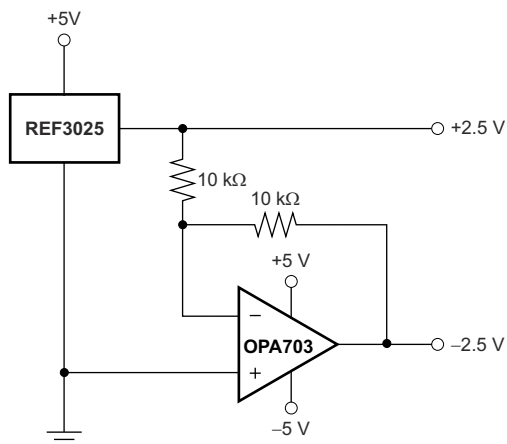 +5V
REF3025
+2.5 V
10 kΩ
10 kΩ
+5 V
−
OPA703
−2.5 V
+
−5 V